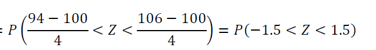 = P(94 − 100 / 4 < Z < 106 − 100 / 4) = P(−1.5 < Z < 1.5)